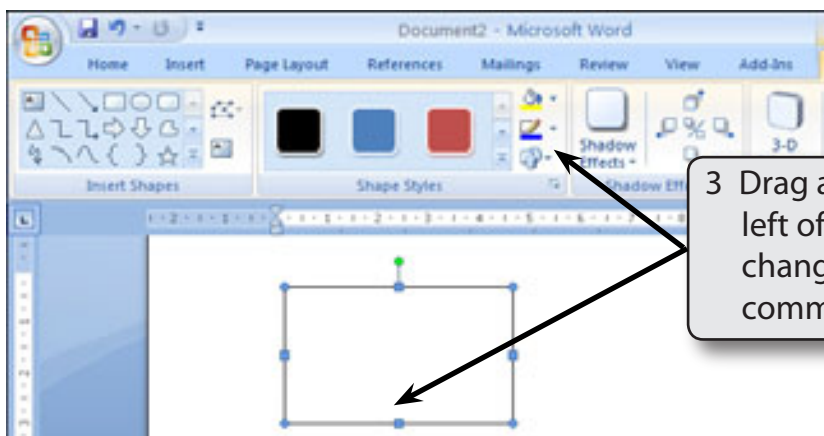 Document2 - Microsoft Word
Home Insert Page Layout References Mailings Review View Add-Ins
Shadow Effects
3-D
Insert Shapes Shape Styles Shadow Eff
3 Drag a
left of
chang
comm